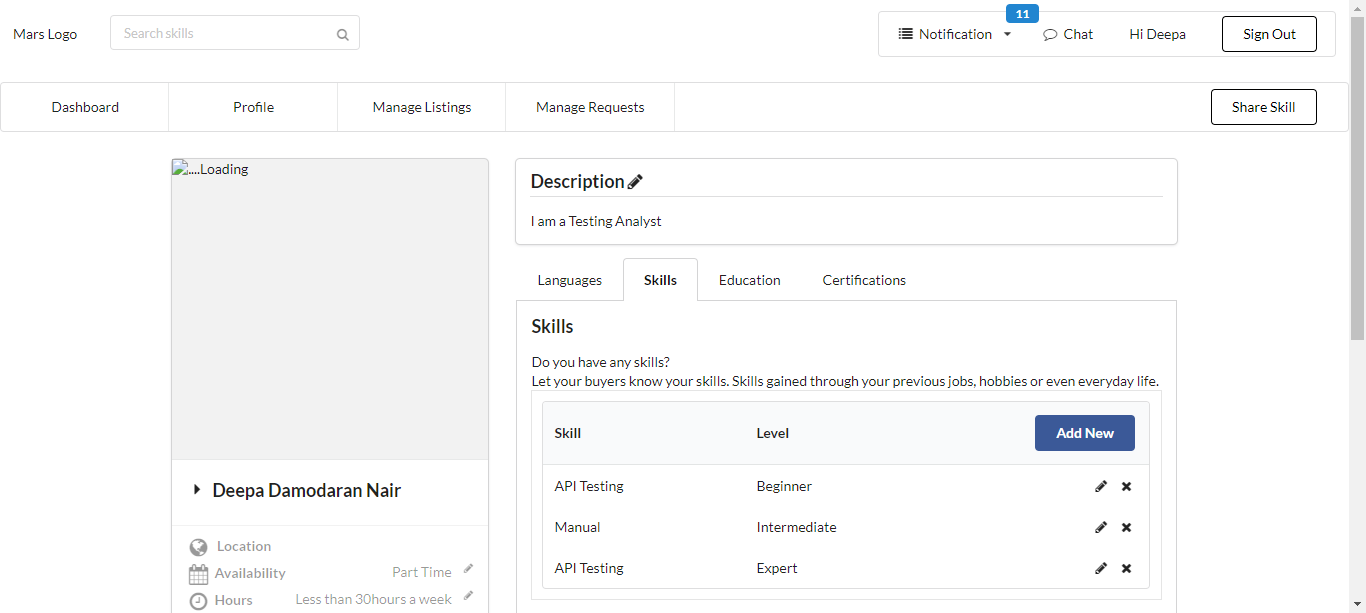 Mars Logo
Search skills
11
Notification
Chat
Hi Deepa
Sign Out
Dashboard
Profile
Manage Listings
Manage Requests
Share Skill
....Loading
Deepa Damodaran Nair
Location
Availability
Part Time
Hours
Less than 30hours a week
Description
I am a Testing Analyst
Languages
Skills
Education
Certifications
Skills
Do you have any skills?
Let your buyers know your skills. Skills gained through your previous jobs, hobbies or even everyday life.
Skill Level Add New
API Testing Beginner
Manual Intermediate
API Testing Expert